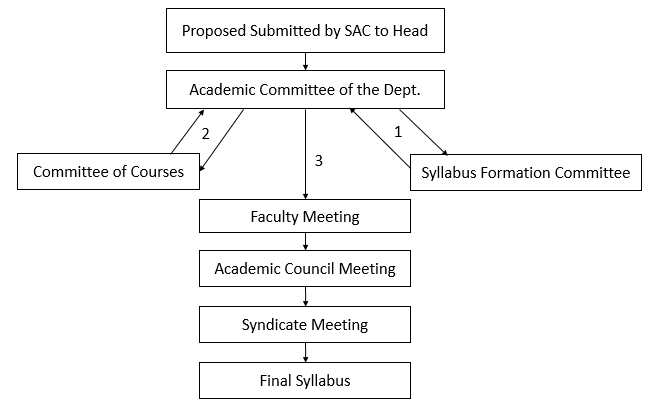 Proposed Submitted by SAC to Head
Academic Committee of the Dept.
2
1
Committee of Courses
3
Syllabus Formation Committee
Faculty Meeting
Academic Council Meeting
Syndicate Meeting
Final Syllabus